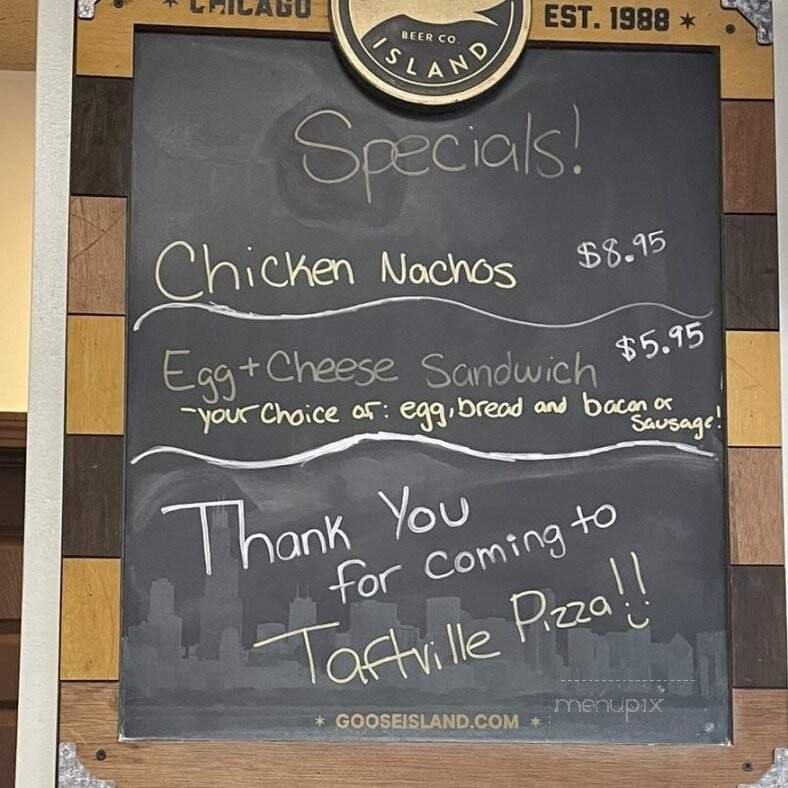 CHICAGO
EST. 1988 *
BEER CO.
ISLAND
Specials!
Chicken Nachos $8.95
Egg + Cheese Sandwich $5.95
- your choice of: egg, bread and bacon or
Sausage!
Thank You
for coming to
Taftville Pizza!!
* GOOSEISLAND.COM *
menupix